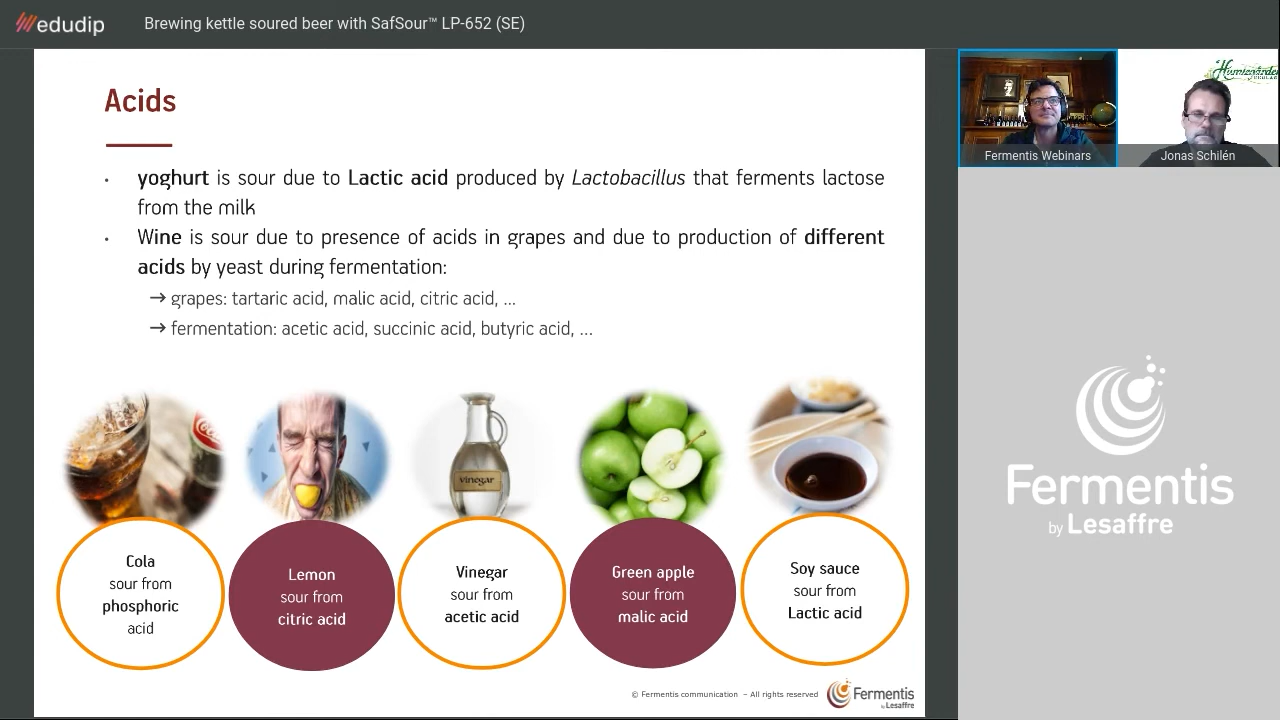 edudip
Brewing kettle soured beer with SafSour™ LP-652 (SE)
Acids
• yoghurt is sour due to Lactic acid produced by Lactobacillus that ferments lactose
from the milk
• Wine is sour due to presence of acids in grapes and due to production of different
acids by yeast during fermentation:
→ grapes: tartaric acid, malic acid, citric acid, ...
→ fermentation: acetic acid, succinic acid, butyric acid, ...
vinegar
Cola
sour from
phosphoric
acid
Lemon
sour from
citric acid
Vinegar
sour from
acetic acid
Green apple
sour from
malic acid
Soy sauce
sour from
Lactic acid
© Fermentis communication – All rights reserved
Fermentis
by Lesaffre
Fermentis Webinars
Jonas Schilén
Fermentis
by Lesaffre